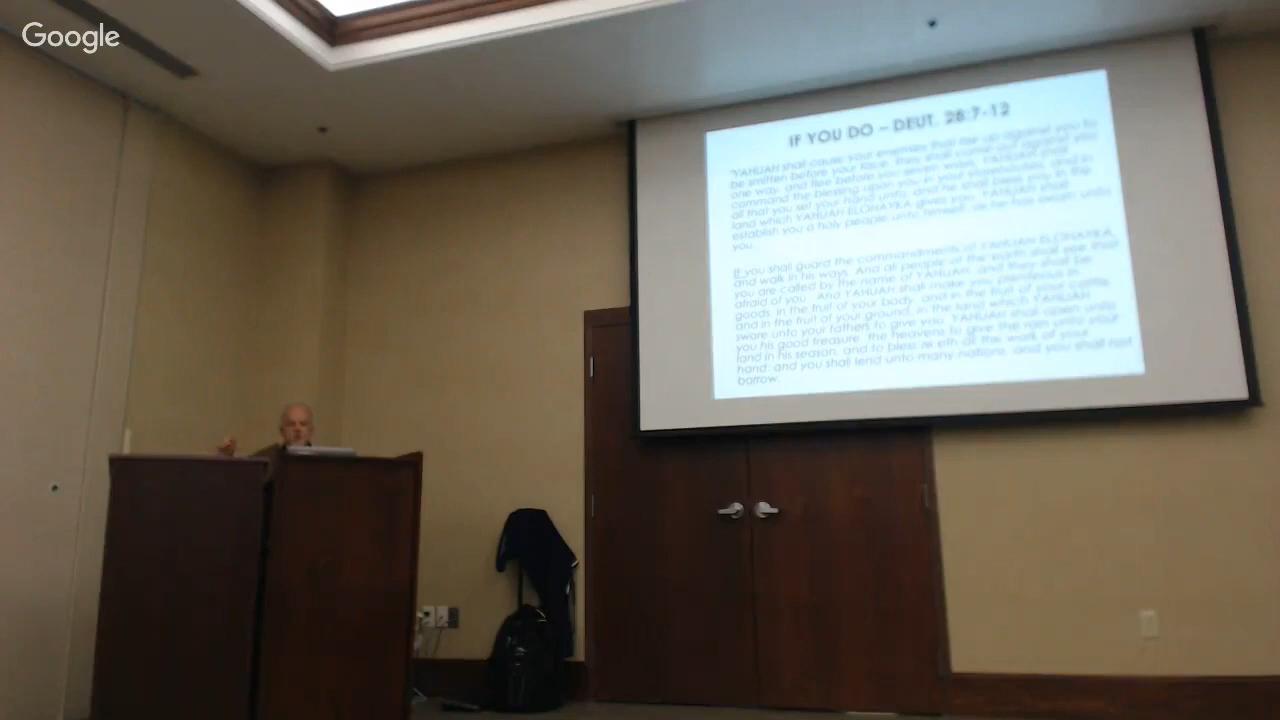 Google
IF YOU DO – DEUT. 28:7-12
"YAHUAH shall cause your enemies that rise up against you to
be smitten before your face: they shall come out against you
one way, and flee before you seven ways. YAHUAH shall
command the blessing upon you in your storehouses, and in
all that you set your hand unto; and he shall bless you in the
land which YAHUAH ELOHAYKA gives you. YAHUAH shall
establish you a holy people unto himself, as he has sworn unto
you,
If you shall guard the commandments of YAHUAH ELOHAYKA,
and walk in his ways. And all people of the earth shall see that
you are called by the name of YAHUAH; and they shall be
afraid of you. And YAHUAH shall make you plenteous in
goods, in the fruit of your body, and in the fruit of your cattle,
and in the fruit of your ground, in the land which YAHUAH
sware unto your fathers to give you. YAHUAH shall open unto
you his good treasure, the heavens to give the rain unto your
land in his season, and to bless eth all the work of your
hand: and you shall lend unto many nations, and you shall not
borrow.